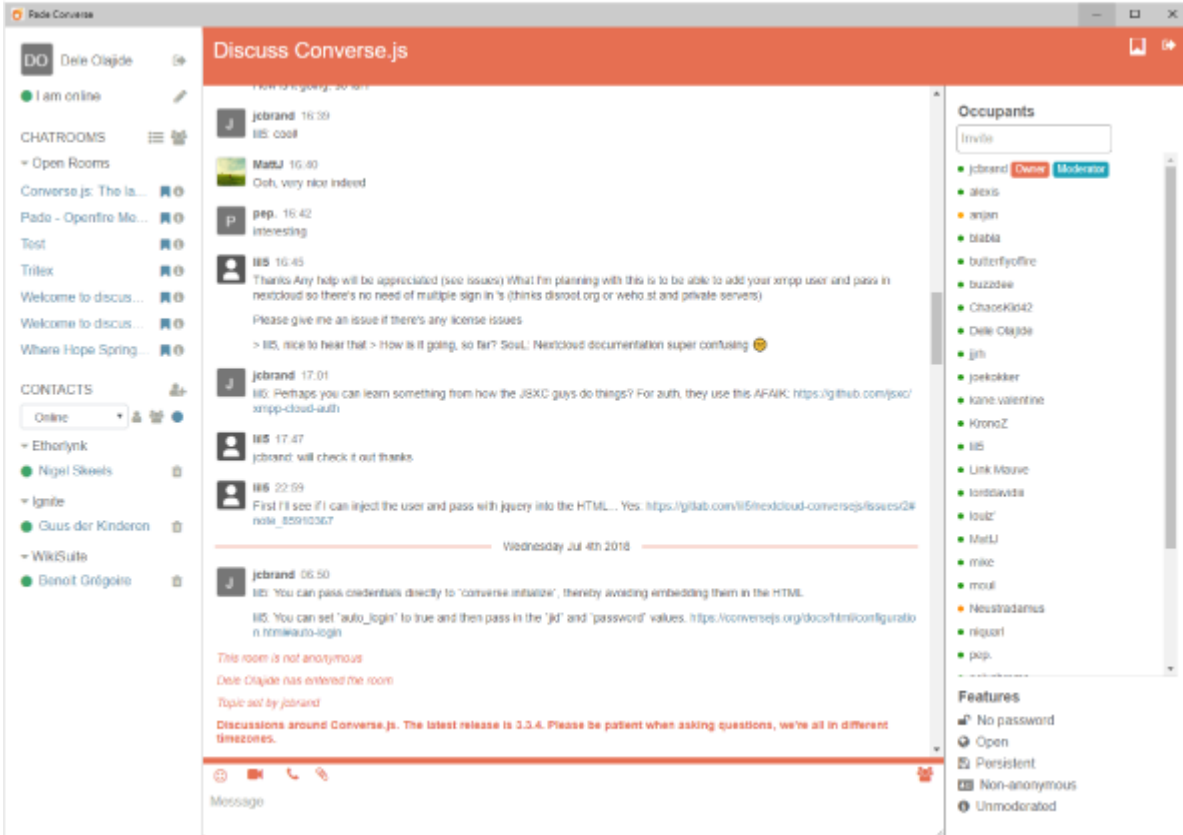 Pade Converse
DO Dele Olajide
I am online
CHATROOMS
Open Rooms
Converse.js: The la...
Pade - Openfire Me...
Test
Tritex
Welcome to discus...
Welcome to discus...
Where Hope Spring...
CONTACTS
Online
Etherlynk
Nigel Skeels
Ignite
Guus der Kinderen
WikiSuite
Benoit Grégoire
Discuss Converse.js
How is it going, so far?
J jcbrand 16:39
lil5: cool!
MattJ 16:40
Ooh, very nice indeed
P pep. 16:42
interesting
lil5 16:45
Thanks Any help will be appreciated (see issues) What I'm planning with this is to be able to add your xmpp user and pass in
nextcloud so there's no need of multiple sign in 's (thinks disroot.org or weho.st and private servers)
Please give me an issue if there's any license issues
> lil5, nice to hear that > How is it going, so far? SouL: Nextcloud documentation super confusing
J jcbrand 17:01
lil5: Perhaps you can learn something from how the JSXC guys do things? For auth, they use this AFAIK: https://github.com/jsxc/
xmpp-cloud-auth
lil5 17:47
jcbrand: will check it out thanks
lil5 22:59
First I'll see if I can inject the user and pass with jquery into the HTML... Yes: https://gitlab.com/lil5/nextcloud-conversejs/issues/2#
note_85910367
Wednesday Jul 4th 2018
J jcbrand 06:50
lil5: You can pass credentials directly to `converse.initialize`, thereby avoiding embedding them in the HTML
lil5: You can set `auto_login` to true and then pass in the `jid` and `password` values. https://conversejs.org/docs/html/configuratio
n.html#auto-login
This room is not anonymous
Dele Olajide has entered the room
Topic set by jcbrand
Discussions around Converse.js. The latest release is 3.3.4. Please be patient when asking questions, we're all in different
timezones.
Message
Occupants
Invite
jcbrand Owner Moderator
alexis
anjan
blabla
butterflyoffire
buzzdee
ChaosKid42
Dele Olajide
jjrh
joekokker
kane.valentine
KronoZ
lil5
Link Mauve
lorddavidiii
louiz'
MattJ
mike
moul
Neustradamus
niquarl
pep.
Features
No password
Open
Persistent
Non-anonymous
Unmoderated